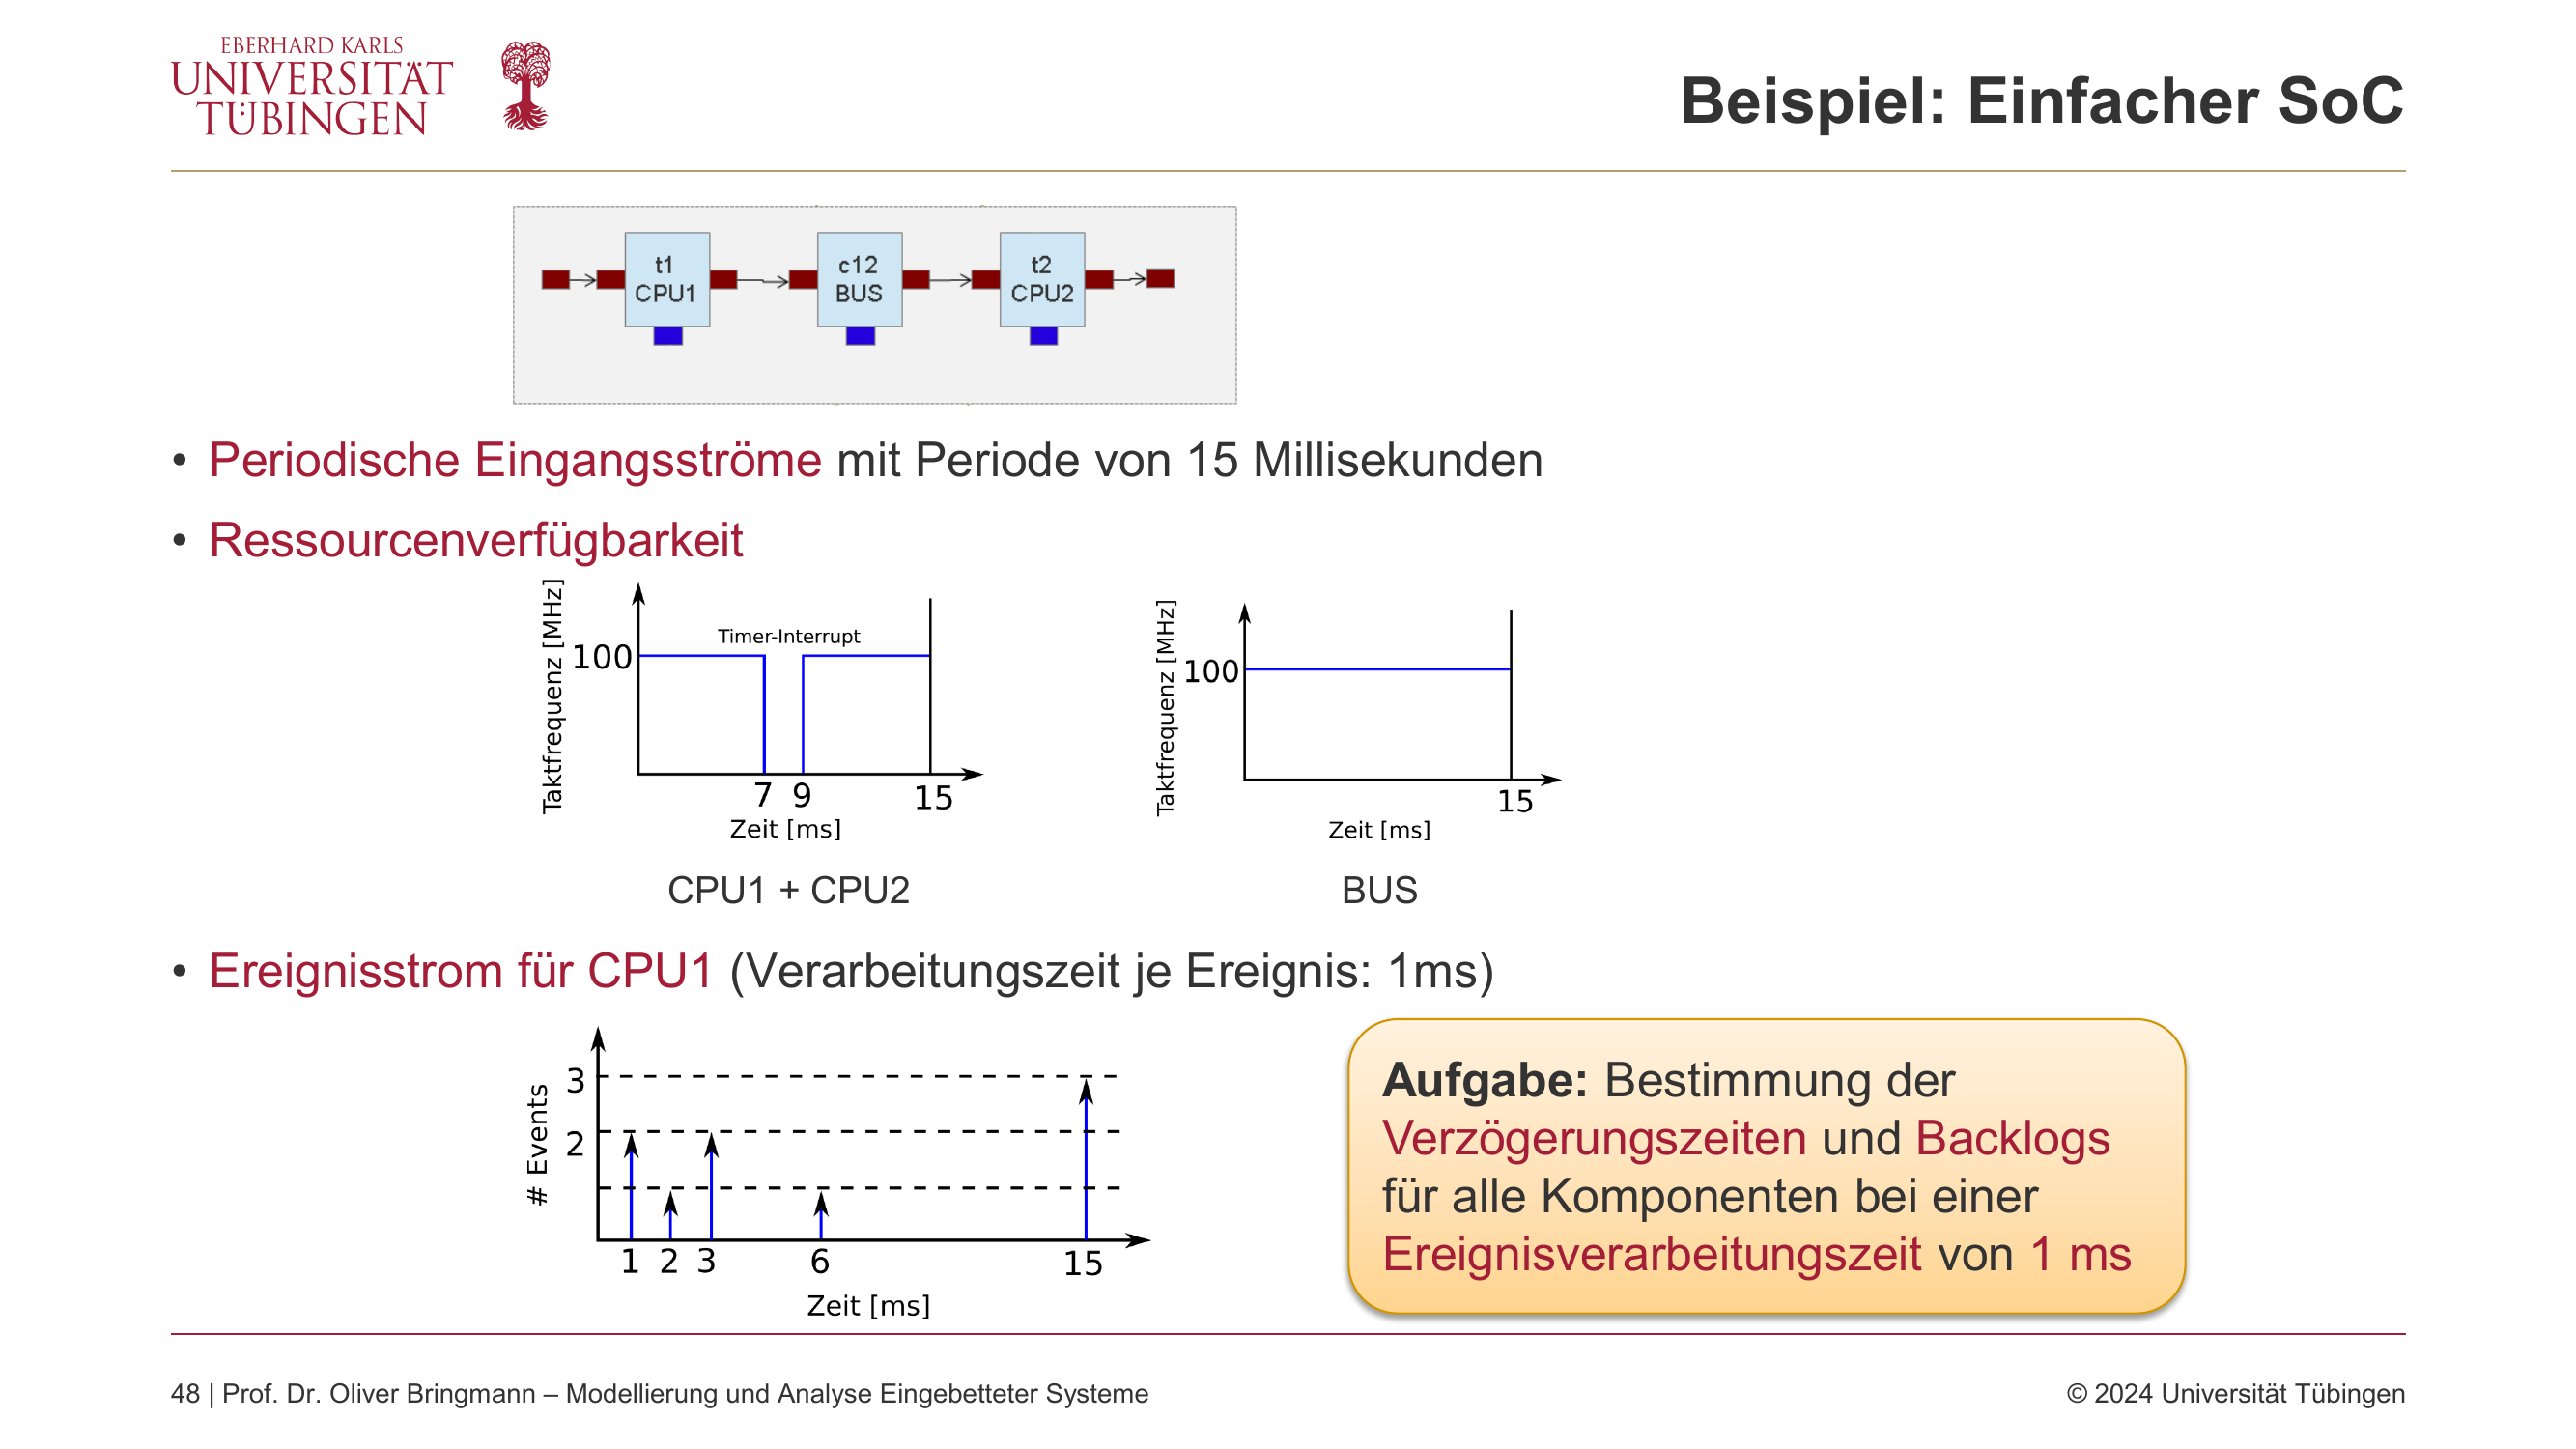 EBERHARD KARLS
UNIVERSITÄT
TÜBINGEN
Beispiel: Einfacher SoC
t1
CPU1
c12
BUS
t2
CPU2
• Periodische Eingangsströme mit Periode von 15 Millisekunden
• Ressourcenverfügbarkeit
Taktfrequenz [MHz]
100
Timer-Interrupt
7 9 15
Zeit [ms]
CPU1 + CPU2
Taktfrequenz [MHz]
100
15
Zeit [ms]
BUS
• Ereignisstrom für CPU1 (Verarbeitungszeit je Ereignis: 1ms)
# Events
3
2
1 2 3 6 15
Zeit [ms]
Aufgabe: Bestimmung der
Verzögerungszeiten und Backlogs
für alle Komponenten bei einer
Ereignisverarbeitungszeit von 1 ms
48 | Prof. Dr. Oliver Bringmann – Modellierung und Analyse Eingebetteter Systeme
© 2024 Universität Tübingen